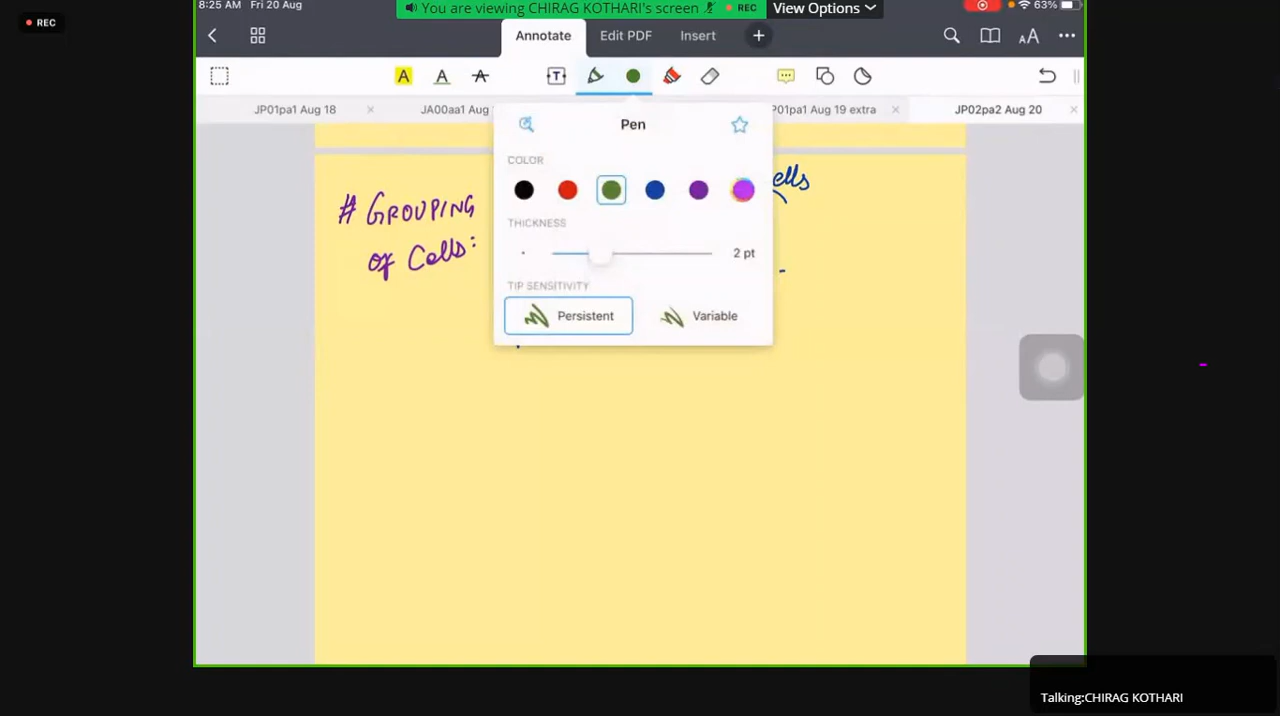 8:25 AM Fri 20 Aug
You are viewing CHIRAG KOTHARI's screen
REC
View Options
63%
REC
Annotate
Edit PDF
Insert
+
AA
A
A
A
T
JP01pa1 Aug 18
JA00aa1 Aug
P01pa1 Aug 19 extra
JP02pa2 Aug 20
Pen
COLOR
THICKNESS
2 pt
TIP SENSITIVITY
Persistent
Variable
# GROUPING
of Cells:
ells
Talking:CHIRAG KOTHARI